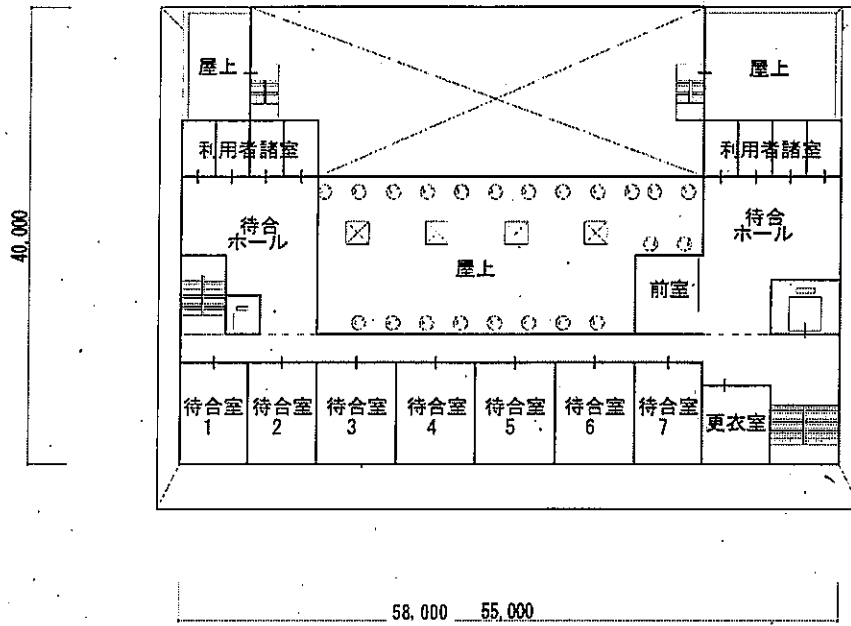 屋上
屋上
利用者諸室
利用者諸室
待合
ホール
待合
ホール
40,000
屋上
前室
待合室
1
待合室
2
待合室
3
待合室
4
待合室
5
待合室
6
待合室
7
更衣室
58,000 55,000